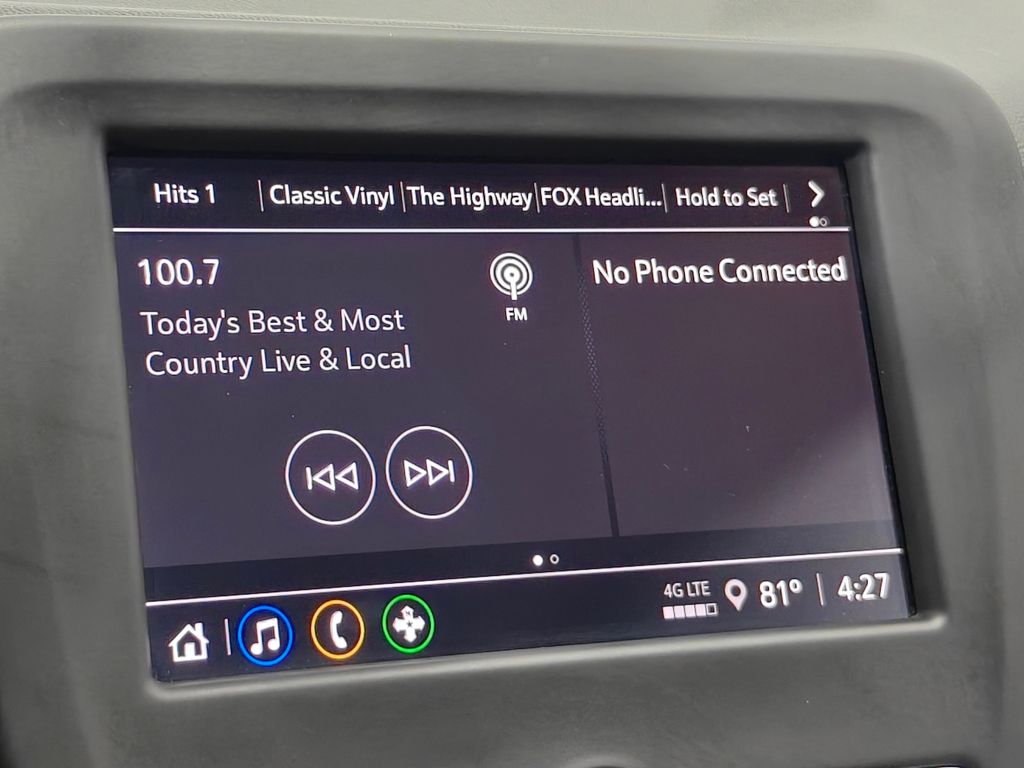 Hits 1 Classic Vinyl The Highway FOX Headli... Hold to Set
100.7
FM
No Phone Connected
Today's Best & Most
Country Live & Local
4G LTE
81° 4:27